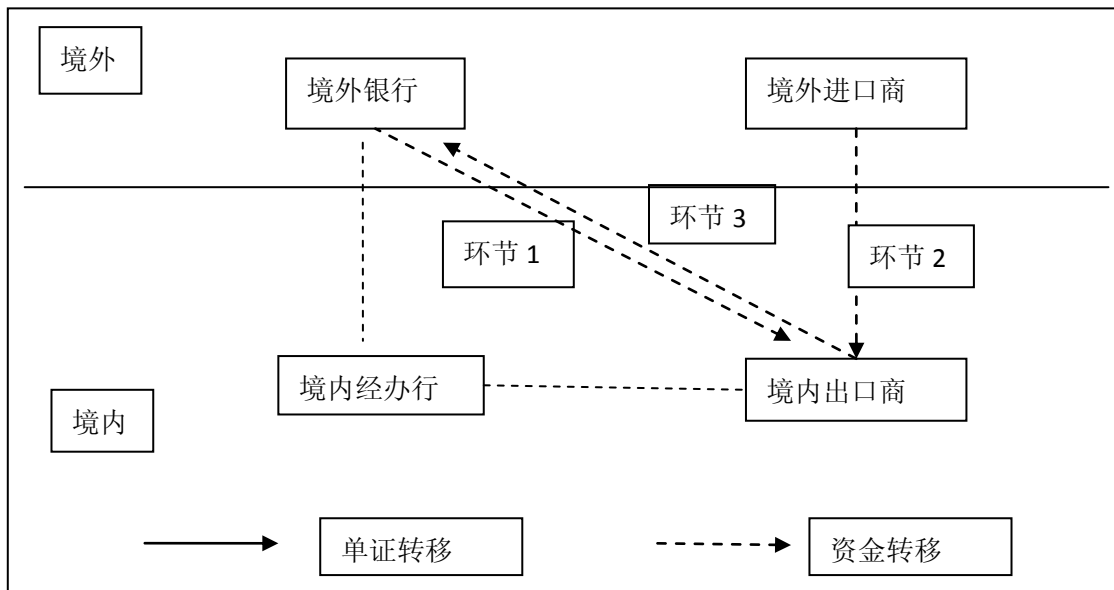 境外
境外银行
境外进口商
环节 3
环节 1
环节 2
境内经办行
境内出口商
境内
单证转移
资金转移